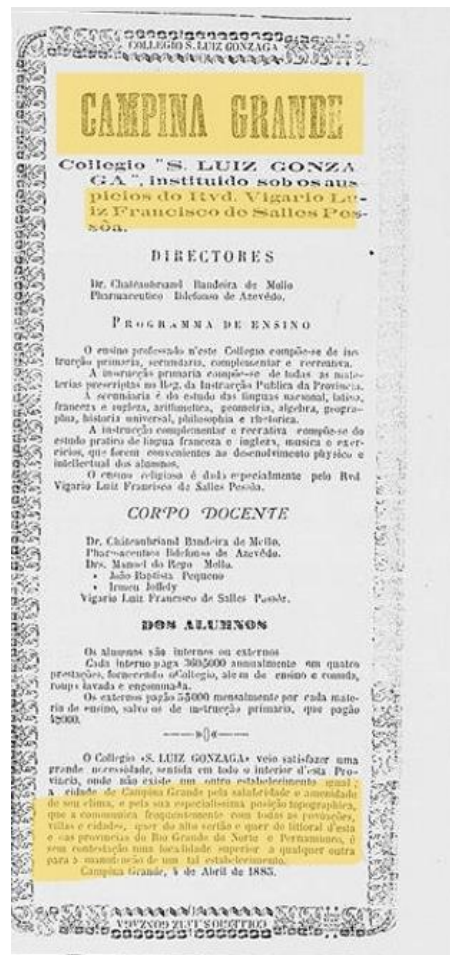 COLLEGIO S. LUIZ GONZAGA
CAMPINA GRANDE
Collegio "S. LUIZ GONZA
GA", instituido sob os aus
picios do Rvd. Vigario Lu-
iz Francisco de Salles Pes-
sôa.
DIRECTORES
Dr. Chateaubriand Bandeira de Mello
Pharmaceutico Ildefonso de Azevêdo.
PROGRAMMA DE ENSINO
O ensino professado n'este Collegio compõe-se de ins
trucção primaria, secundaria, complementar e recreativa.
A instrucção primaria compõe-se de todas as mate-
terias prescriptas no Reg. da Instrucção Publica da Provincia.
A secundaria é do estudo das linguas nacional, latina,
franceza e ingleza, arithmetica, geometria, algebra, geogra-
phia, historia universal, philosophia e rhetorica.
A instrucção complementar e recrativa compõe-se do
estudo pratico de lingua franceza e ingleza, musica e exer-
cicios, que forem convenientes ao desenvolvimento physico e
intellectual dos alumnos.
O ensino religioso é dado especialmente pelo Rvd
Vigario Luiz Francisco de Salles Pessôa.
CORPO DOCENTE
Dr. Châteaubriand Bandeira de Mello.
Pharmaceutico Ildefonso de Azevêdo.
Drs. Manoel do Rego Mello.
• João Baptista Pequeno
• Irineu Joffely
Vigario Luiz Francisco de Salles Pessôr.
DOS ALUMNOS
Os alumnos são internos ou externos
Cada interno paga 360$000 annualmente em quatro
prestações, fornecendo o Collegio, alem de ensino e comida,
roupa lavada e engommada.
Os externos pagão 5$000 mensalmente por cada mate-
ria de ensino, salvo os de instrucção primaria, que pagão
4$000.
O Collegio «S. LUIZ GONZAGA» veio satisfazer uma
grande necessidade, sentida em todo o interior d'esta Pro-
vincia, onde não existe um outro estabelecimento igual;
a cidade de Campina Grande pela salubridade e amenidade
de seu clima, e pela sua especialissima posição topographica,
que a communica frequentemente com todas as povoações,
villas e cidades, quer do alto sertão e quer do littoral d'esta
e das provincias do Rio Grande do Norte e Pernambuco, é
sem contestação uma localidade superior a qualquer outra
para a manutenção de um tal estabelecimento.
Campina Grande, 4 de Abril de 1885.
COLLEGIO S. LUIZ GONZAGA